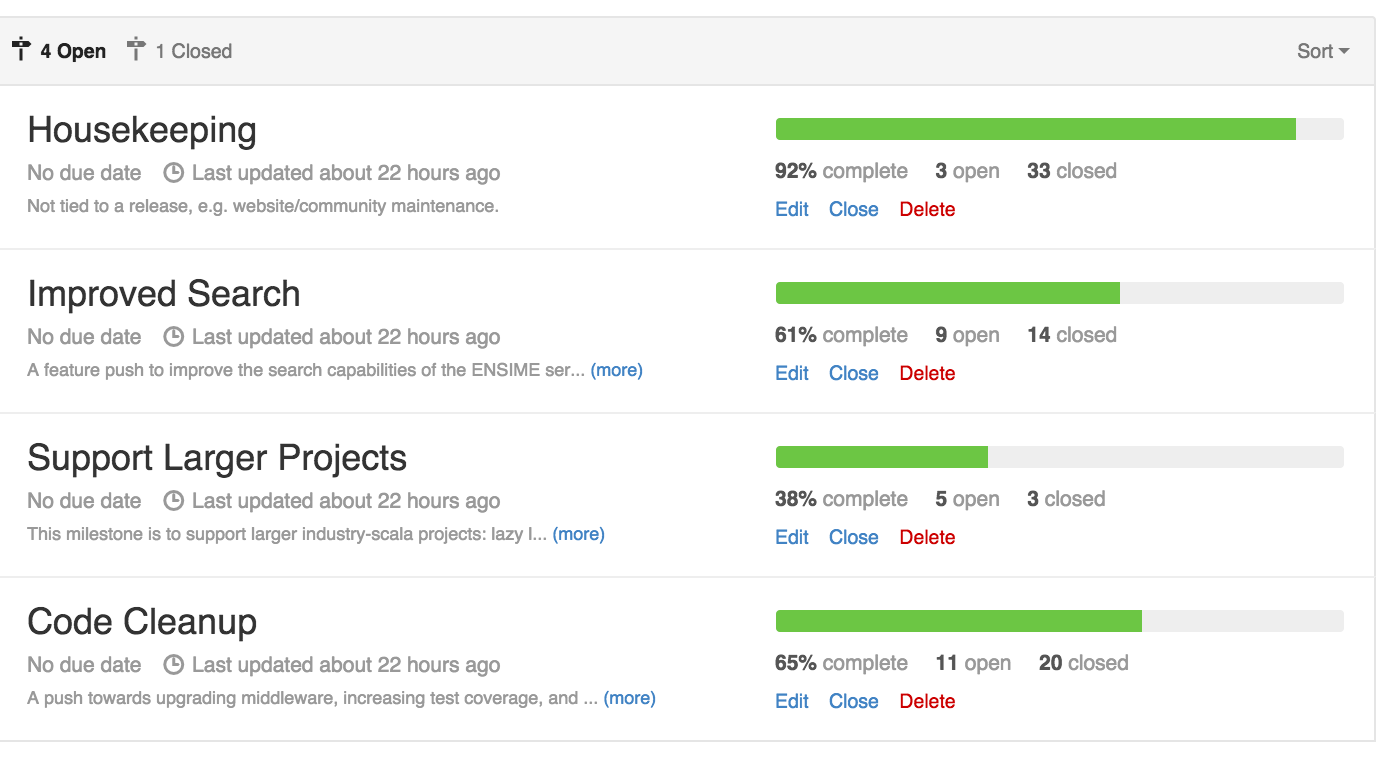 4 Open 1 Closed Sort
Housekeeping
No due date Last updated about 22 hours ago
Not tied to a release, e.g. website/community maintenance.
92% complete 3 open 33 closed
Edit Close Delete
Improved Search
No due date Last updated about 22 hours ago
A feature push to improve the search capabilities of the ENSIME ser... (more)
61% complete 9 open 14 closed
Edit Close Delete
Support Larger Projects
No due date Last updated about 22 hours ago
This milestone is to support larger industry-scala projects: lazy l... (more)
38% complete 5 open 3 closed
Edit Close Delete
Code Cleanup
No due date Last updated about 22 hours ago
A push towards upgrading middleware, increasing test coverage, and ... (more)
65% complete 11 open 20 closed
Edit Close Delete